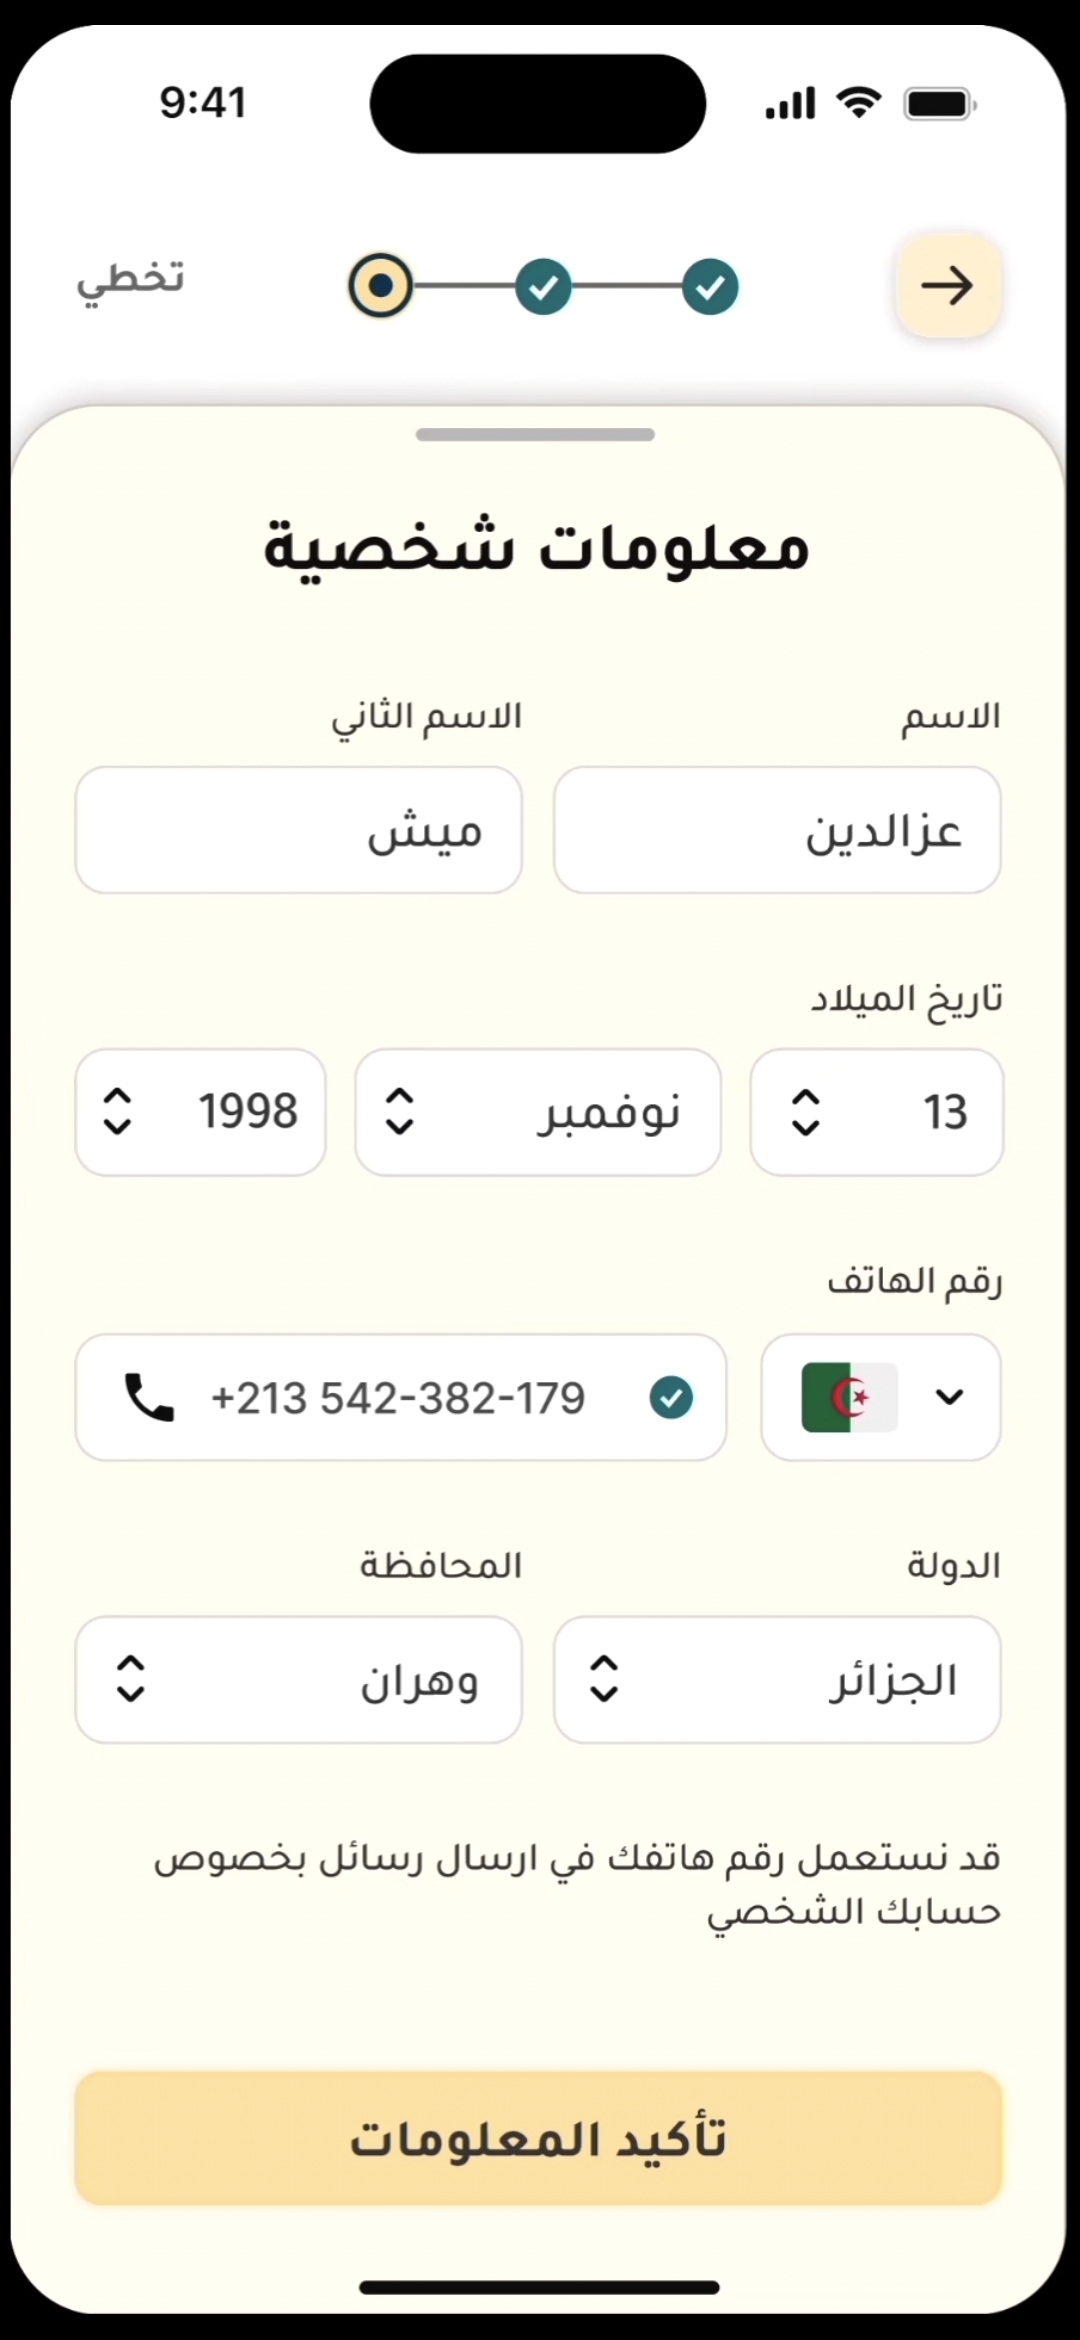 9:41
تخطي
معلومات شخصية
الاسم
الاسم الثاني
عزالدين
ميش
تاريخ الميلاد
13
نوفمبر
1998
رقم الهاتف
+213 542-382-179
الدولة
المحافظة
الجزائر
وهران
قد نستعمل رقم هاتفك في ارسال رسائل بخصوص
حسابك الشخصي
تأكيد المعلومات